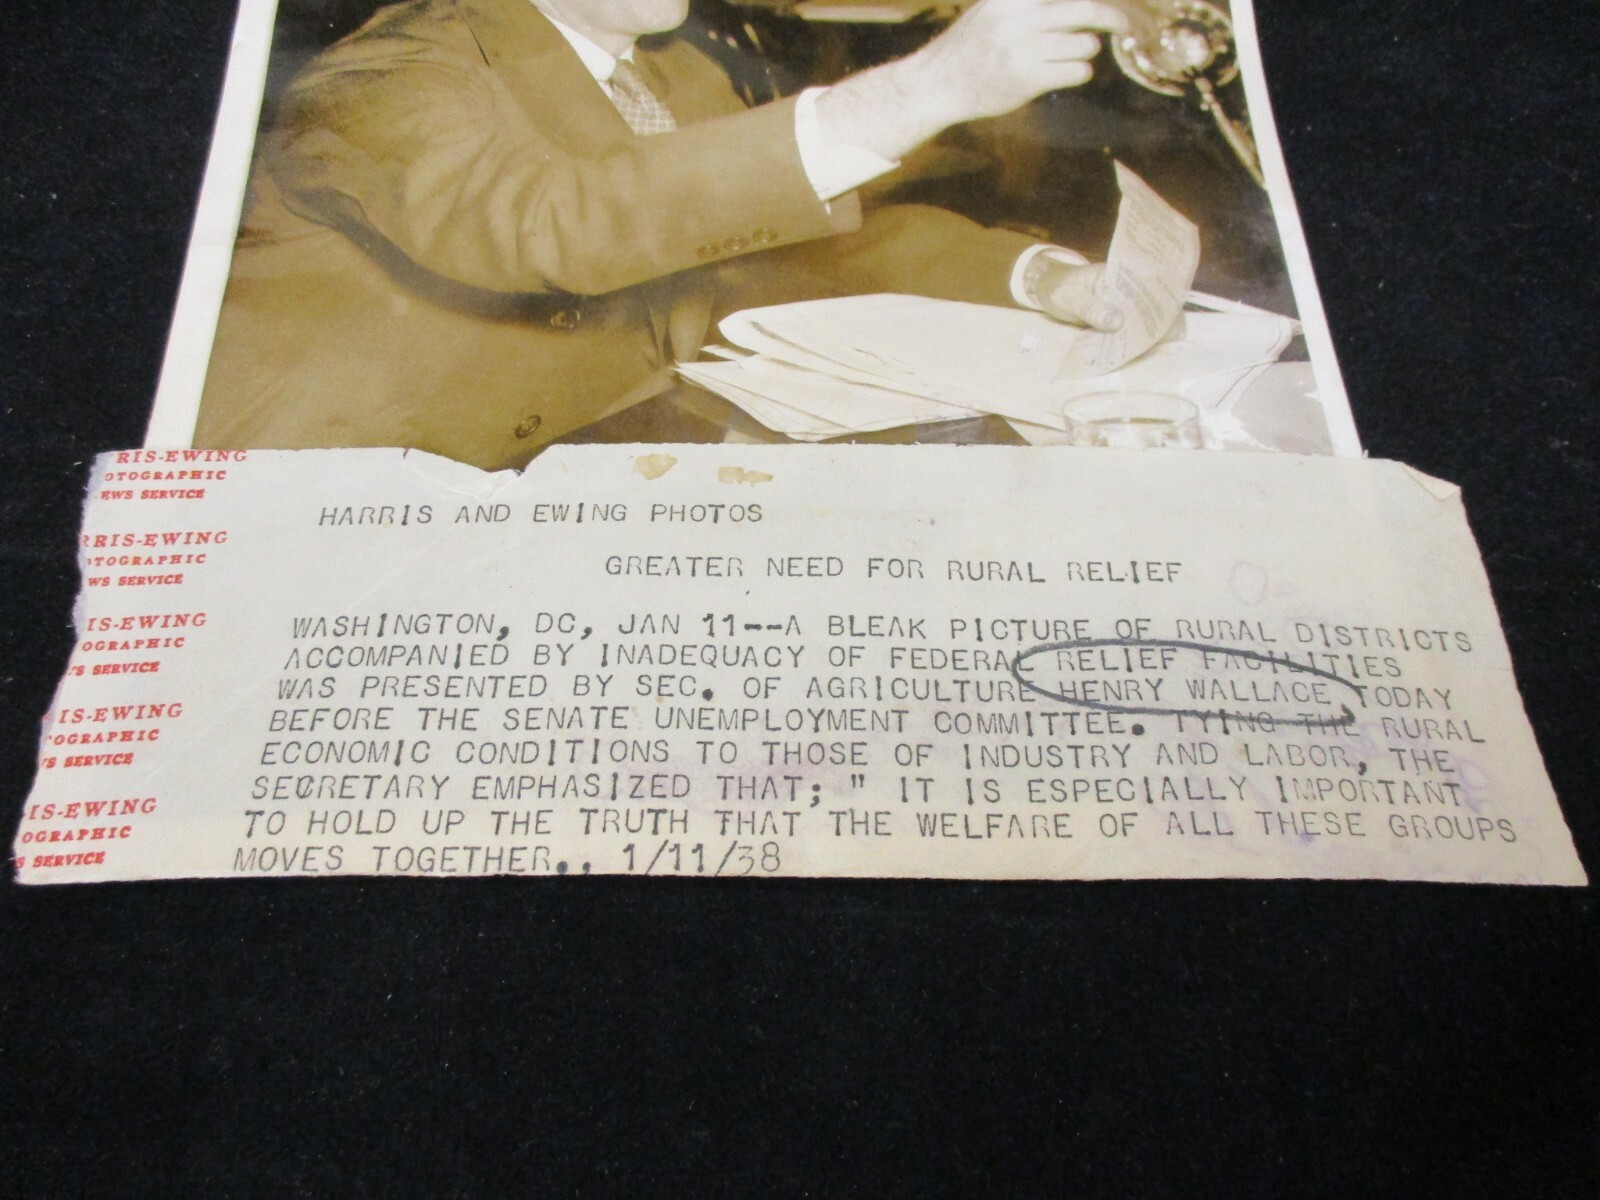 RIS-EWING
OTOGRAPHIC
EWS SERVICE
RRIS-EWING
OTOGRAPHIC
WS SERVICE
IS-EWING
OGRAPHIC
'S SERVICE
IS-EWING
OGRAPHIC
'S SERVICE
IS-EWING
OGRAPHIC
S SERVICE
HARRIS AND EWING PHOTOS
GREATER NEED FOR RURAL RELIEF
WASHINGTON, DC, JAN 11--A BLEAK PICTURE OF RURAL DISTRICTS
ACCOMPANIED BY INADEQUACY OF FEDERAL RELIEF FACILITIES
WAS PRESENTED BY SEC. OF AGRICULTURE HENRY WALLACE, TODAY
BEFORE THE SENATE UNEMPLOYMENT COMMITTEE. TYING THE RURAL
ECONOMIC CONDITIONS TO THOSE OF INDUSTRY AND LABOR, THE
SECRETARY EMPHASIZED THAT; " IT IS ESPECIALLY IMPORTANT
TO HOLD UP THE TRUTH THAT THE WELFARE OF ALL THESE GROUPS
MOVES TOGETHER., 1/11/38